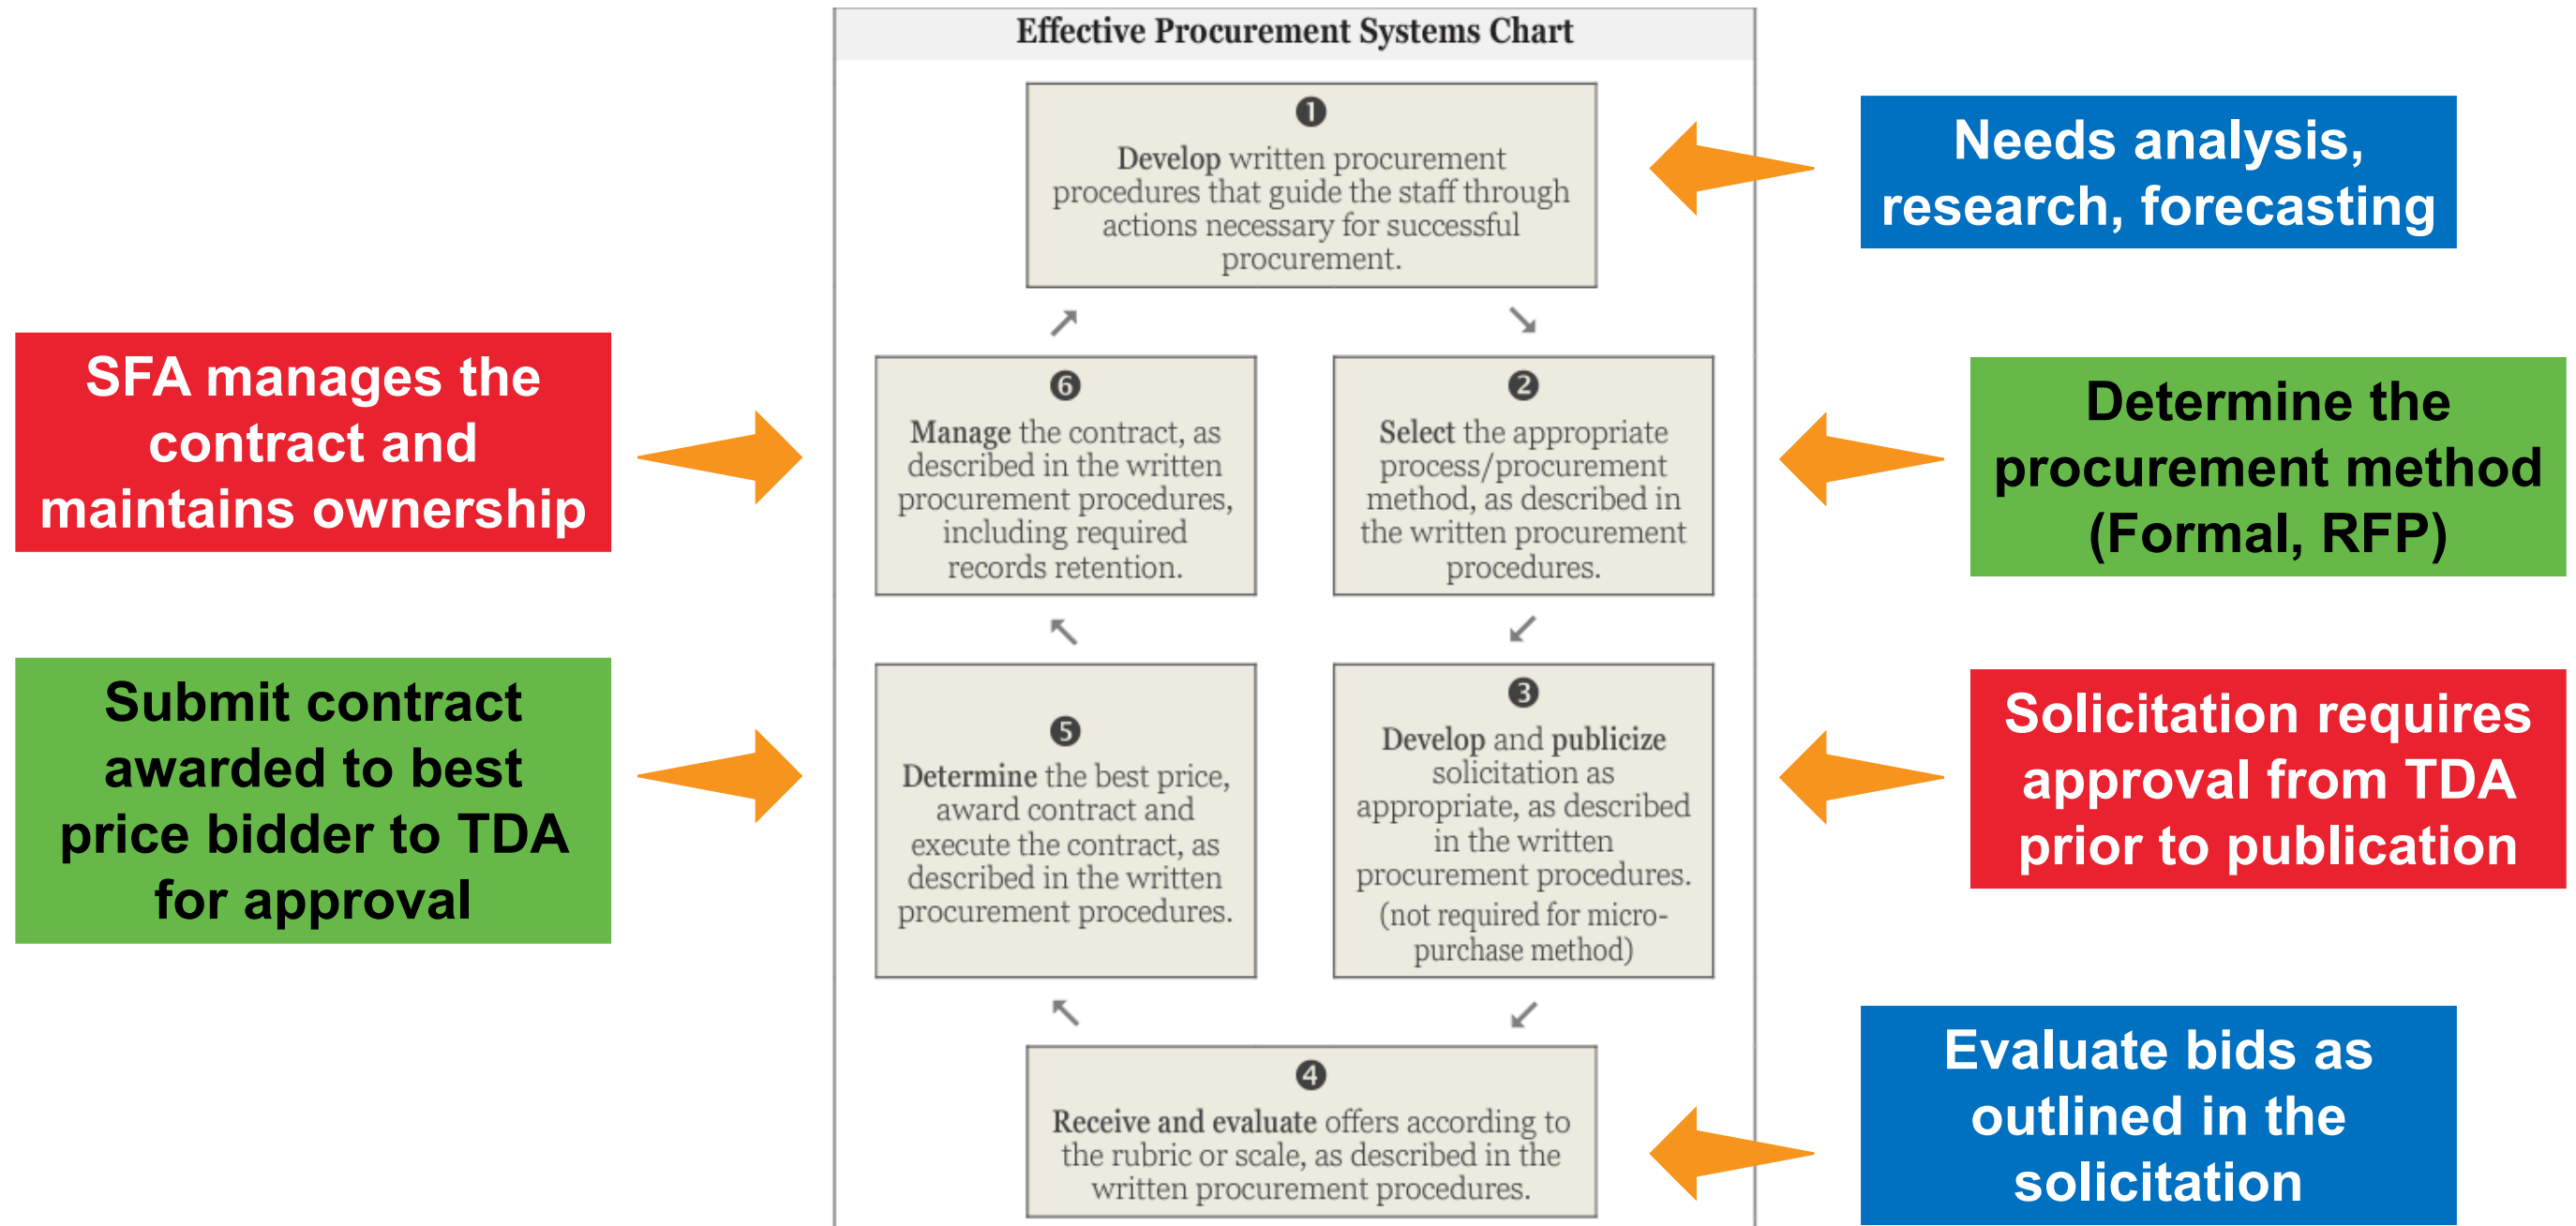 Effective Procurement Systems Chart
❶
Develop written procurement
procedures that guide the staff through
actions necessary for successful
procurement.
Needs analysis,
research, forecasting
SFA manages the
contract and
maintains ownership
❻
Manage the contract, as
described in the written
procurement procedures,
including required
records retention.
❷
Select the appropriate
process/procurement
method, as described in
the written procurement
procedures.
Determine the
procurement method
(Formal, RFP)
Submit contract
awarded to best
price bidder to TDA
for approval
❺
Determine the best price,
award contract and
execute the contract, as
described in the written
procurement procedures.
❸
Develop and publicize
solicitation as
appropriate, as described
in the written
procurement procedures.
(not required for micro-
purchase method)
Solicitation requires
approval from TDA
prior to publication
❹
Receive and evaluate offers according to
the rubric or scale, as described in the
written procurement procedures.
Evaluate bids as
outlined in the
solicitation